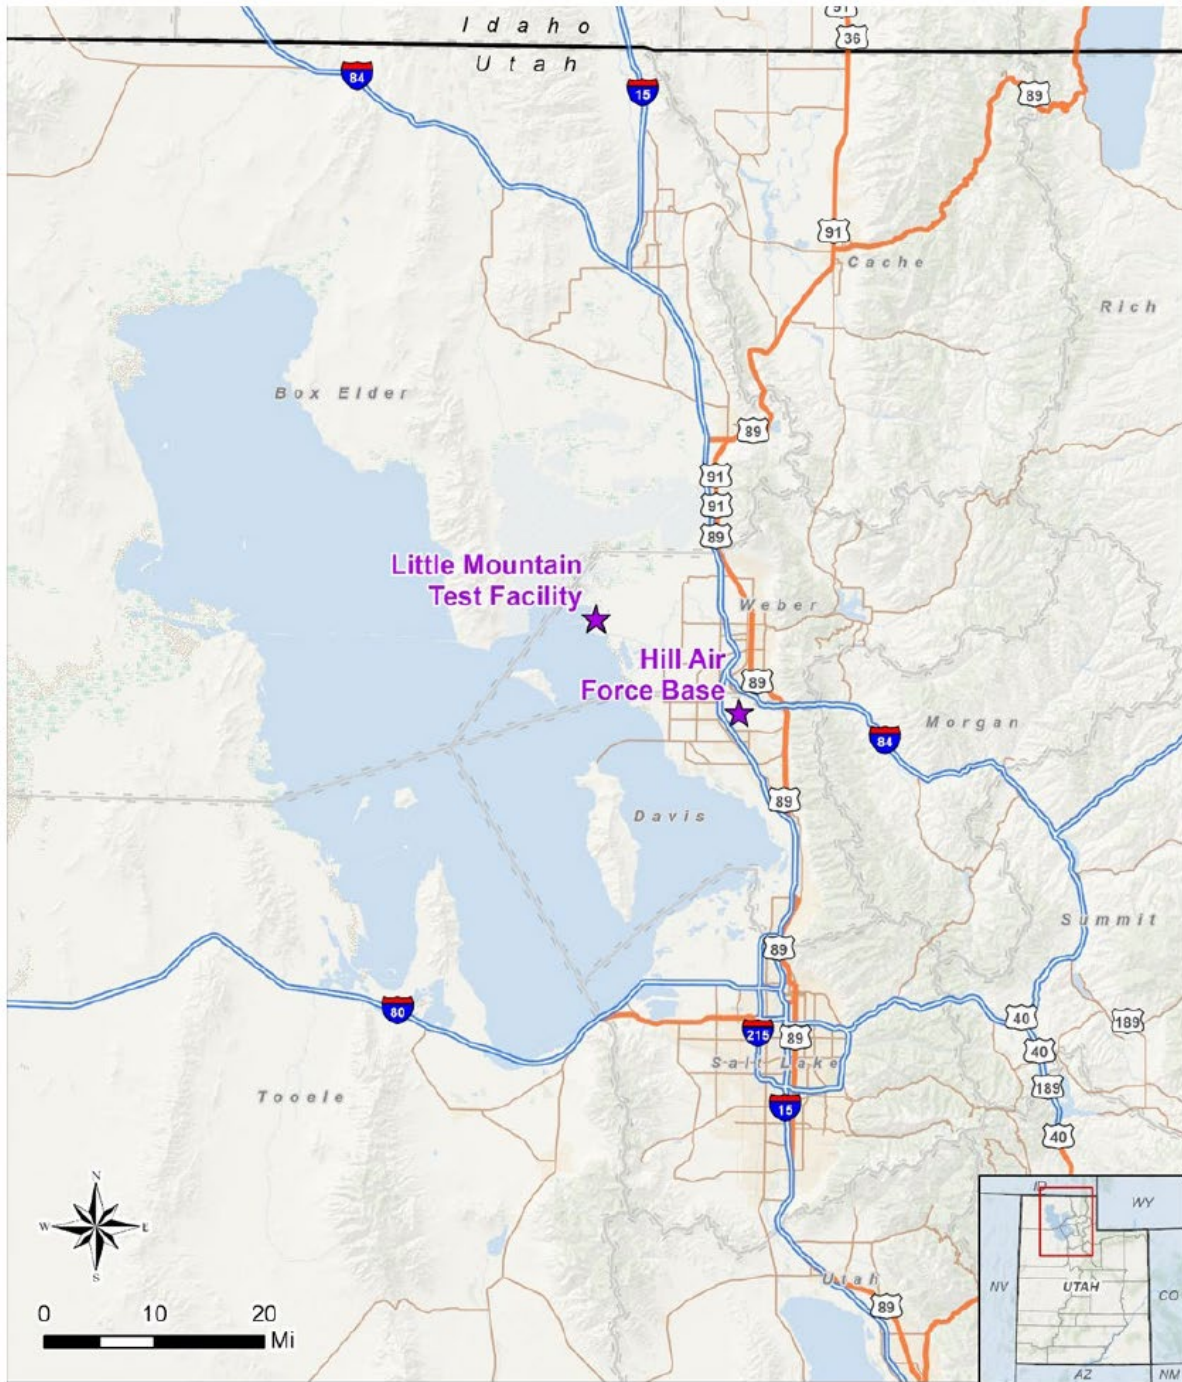 91
Idaho
36
Utah
84
15
89
91
Cache
Rich
Box Elder
89
91
91
89
Little Mountain
Test Facility
Weber
Hill Air
Force Base
89
Morgan
84
89
Davis
Summit
89
80
40
189
215
89
40
Salt Lake
189
Tooele
15
40
N
W E
S
ID
WY
NV
UTAH
CO
AZ
NM
Utah
89
0 10 20
Mi